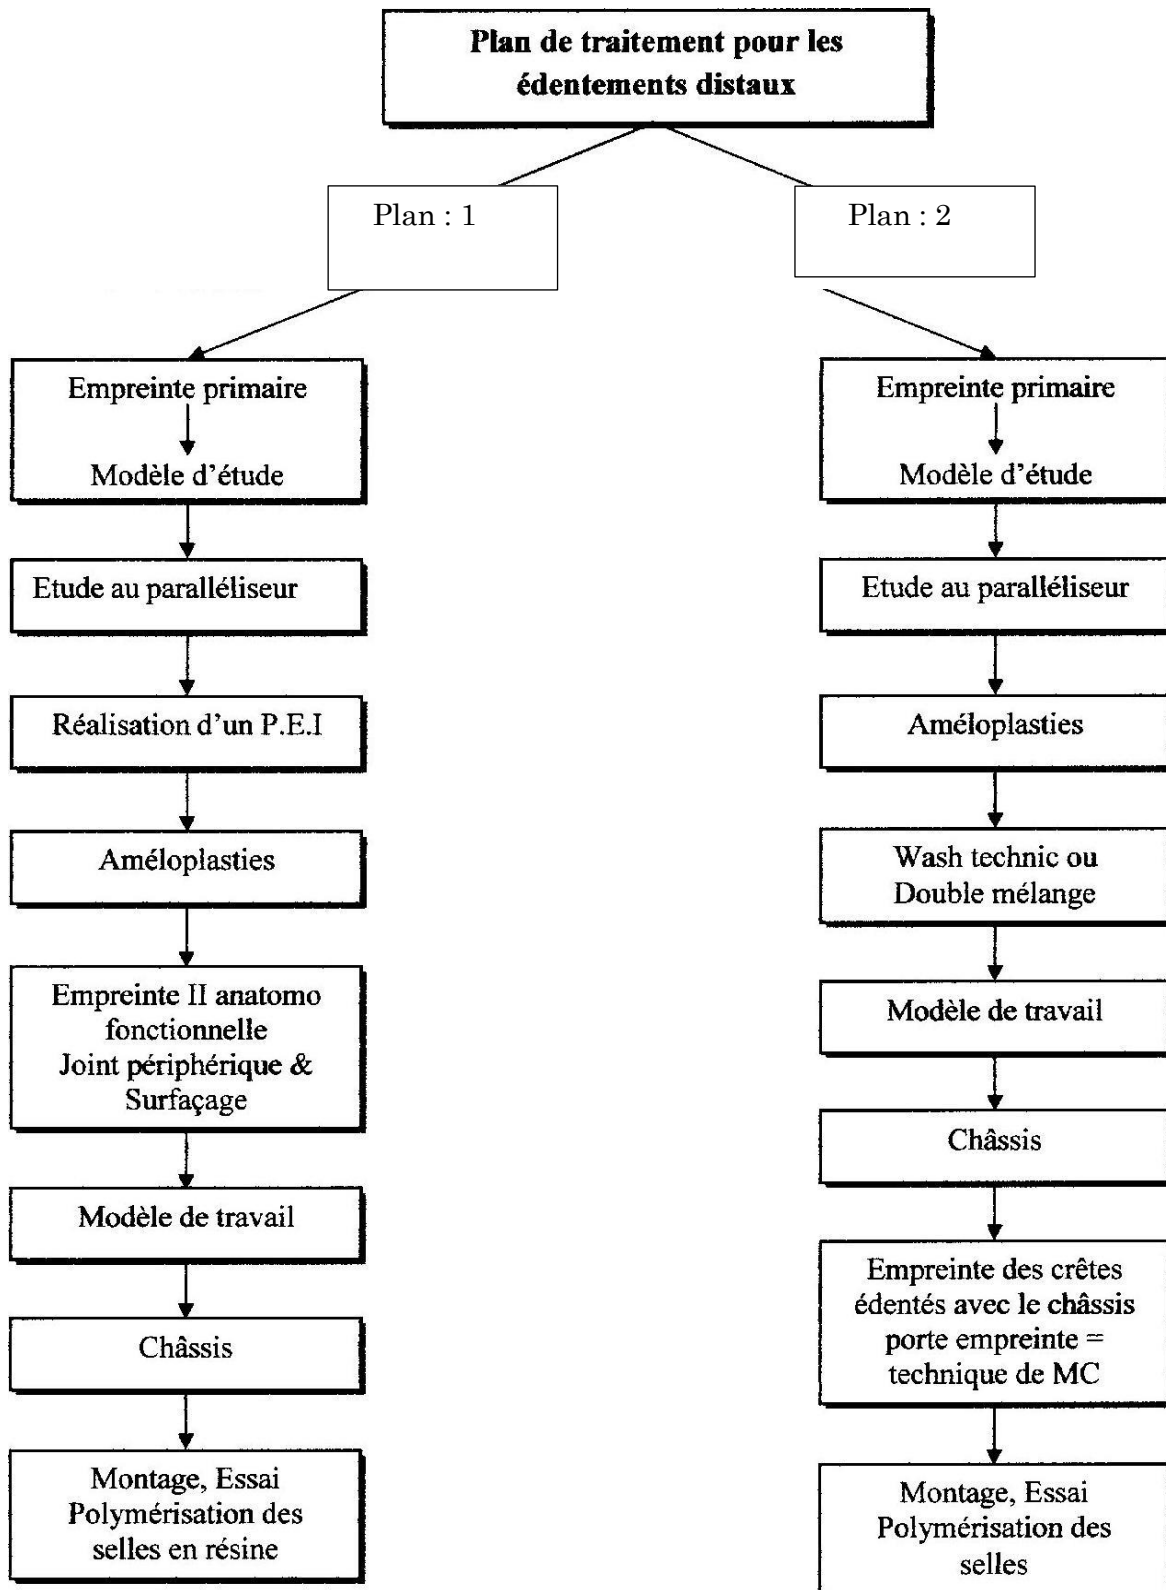 Plan de traitement pour les
édentements distaux
Plan : 1
Plan : 2
Empreinte primaire
Modèle d'étude
Etude au paralléliseur
Réalisation d'un P.E.I
Améloplasties
Empreinte II anatomo
fonctionnelle
Joint périphérique &
Surfaçage
Modèle de travail
Châssis
Montage, Essai
Polymérisation des
selles en résine
Empreinte primaire
Modèle d'étude
Etude au paralléliseur
Améloplasties
Wash technic ou
Double mélange
Modèle de travail
Châssis
Empreinte des crêtes
édentés avec le châssis
porte empreinte =
technique de MC
Montage, Essai
Polymérisation des
selles